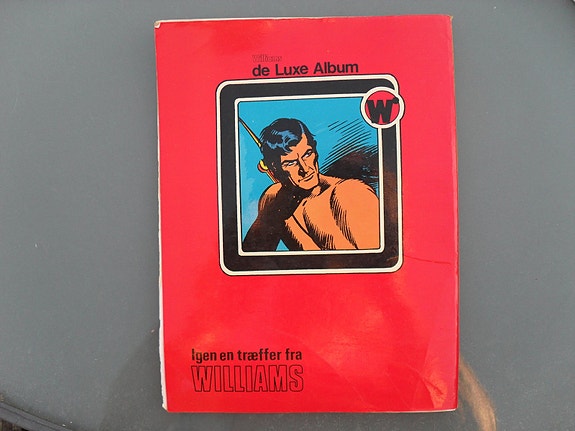 de Luxe Album
W
Igen en træffer fra
WILLIAMS